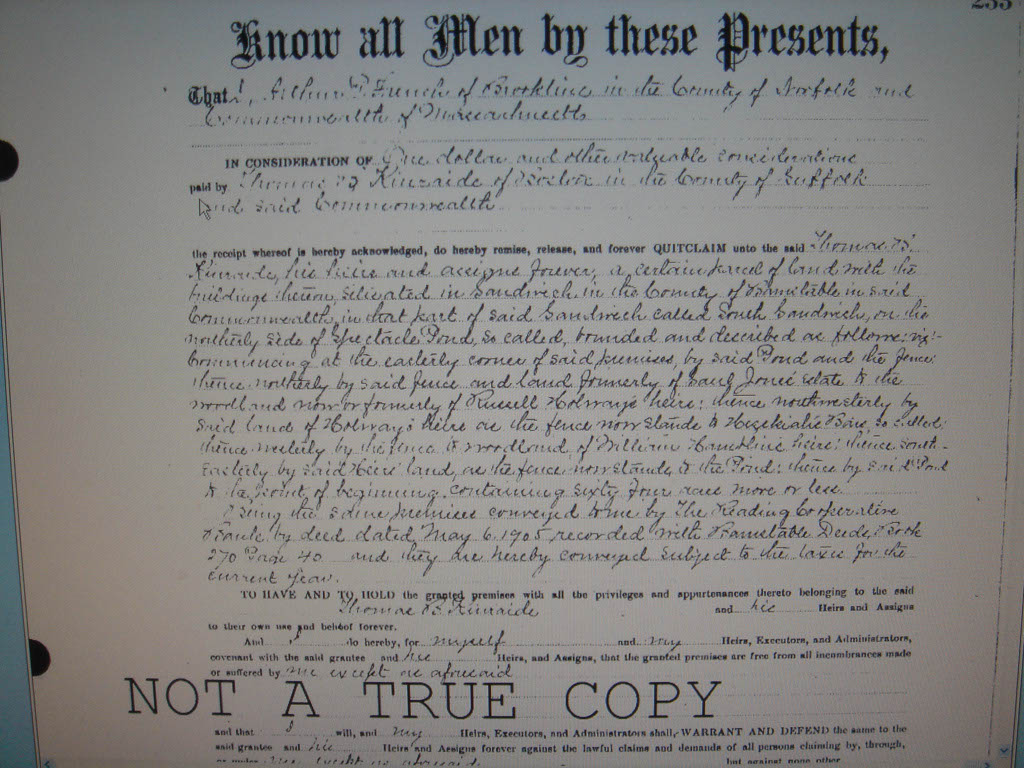 233
Know all Men by these Presents,
That I, Arthur P. French of Brookline in the County of Norfolk and
Commonwealth of Massachusetts
IN CONSIDERATION OF One dollar and other valuable considerations
paid by Thomas B Kinraide of Boston in the County of Suffolk
and said Commonwealth
the receipt whereof is hereby acknowledged, do hereby remise, release, and forever QUITCLAIM unto the said Thomas B.
Kinraide, his heirs and assigns forever, a certain parcel of land with the
buildings thereon, situated in Sandwich in the County of Barnstable in said
Commonwealth, in that part of said Sandwich called South Sandwich, on the
northerly side of Spectacle Pond, so called, bounded and described as follows: viz:-
Commencing at the easterly corner of said premises, by said Pond and the fence;
thence northerly by said fence and land formerly of Jones' Estate to the
woodland now or formerly of Russell Holway's heirs; thence northwesterly by
said land of Holway's heirs as the fence now stands to Hezekiah's so called;
thence westerly by the fence to woodland of William Hamblin's heirs; thence South-
easterly by said Heirs' land, as the fence now stands, to the Pond; thence by said Pond
to the point of beginning, containing sixty four acres more or less.
Being the same premises conveyed to me by The Reading Cooperative
Bank by deed dated May 6. 1905 recorded with Barnstable Deeds, Book
270 Page 40 and they are hereby conveyed subject to the taxes for the
current year.
TO HAVE AND TO HOLD the granted premises with all the privileges and appurtenances thereto belonging to the said
Thomas B. Kinraide and his Heirs and Assigns
to their own use and behoof forever.
And I do hereby, for myself and my Heirs, Executors, and Administrators,
covenant with the said grantee and his Heirs, and Assigns, that the granted premises are free from all incumbrances made
or suffered by me except as aforesaid
NOT A TRUE COPY
and that I will, and my Heirs, Executors, and Administrators shall, WARRANT AND DEFEND the same to the
said grantee and his Heirs and Assigns forever against the lawful claims and demands of all persons claiming by, through,
or under me except as aforesaid but against none other.